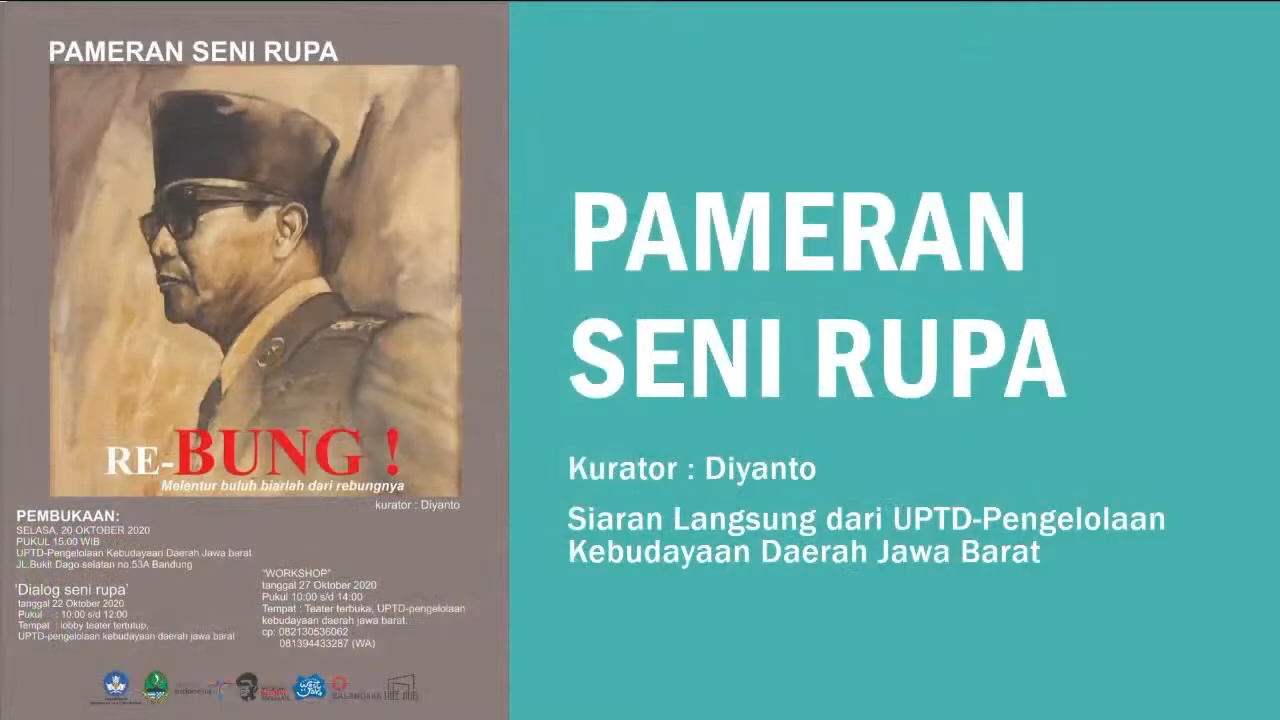 PAMERAN SENI RUPA
RE-BUNG !
Melentur buluh biarlah dari rebungnya
kurator : Diyanto
PEMBUKAAN:
SELASA, 20 OKTOBER 2020
PUKUL 15:00 WIB
UPTD-Pengelolaan Kebudayaan Daerah Jawa barat
JL.Bukit Dago selatan no.53A Bandung
'Dialog seni rupa'
tanggal 22 Oktober 2020
Pukul : 10:00 s/d 12:00
Tempat : lobby teater tertutup,
UPTD-pengelolaan kebudayaan daerah jawa barat
"WORKSHOP"
tanggal 27 Oktober 2020
Pukul 10:00 s/d 14:00
Tempat : Teater terbuka, UPTD-pengelolaan
kebudayaan daerah jawa barat.
cp: 082130536062
081394433287 (WA)
PAMERAN
SENI RUPA
Kurator : Diyanto
Siaran Langsung dari UPTD-Pengelolaan
Kebudayaan Daerah Jawa Barat